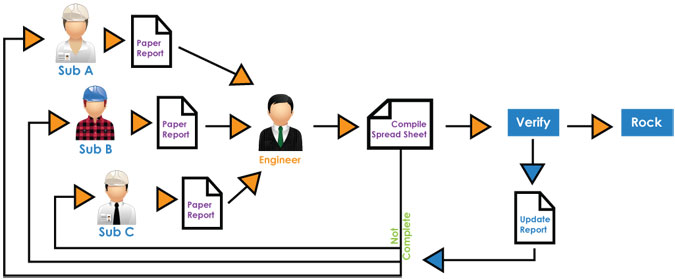 Paper
Report
Sub A
Paper
Report
Sub B
Engineer
Compile
Spread Sheet
Verify
Rock
Paper
Report
Sub C
Not
Complete
Update
Report